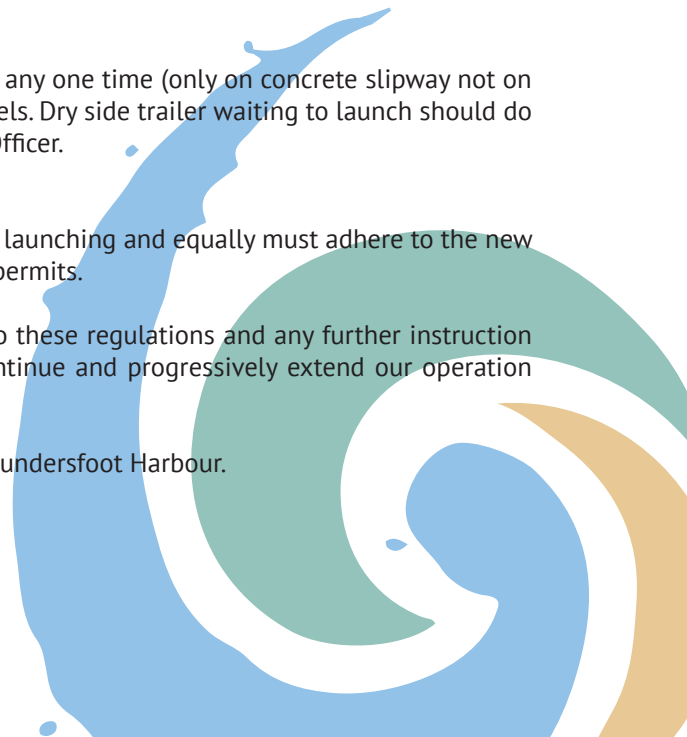 any one time (only on concrete slipway not on
els. Dry side trailer waiting to launch should do
Officer.
launching and equally must adhere to the new
permits.
o these regulations and any further instruction
ntinue and progressively extend our operation
undersfoot Harbour.